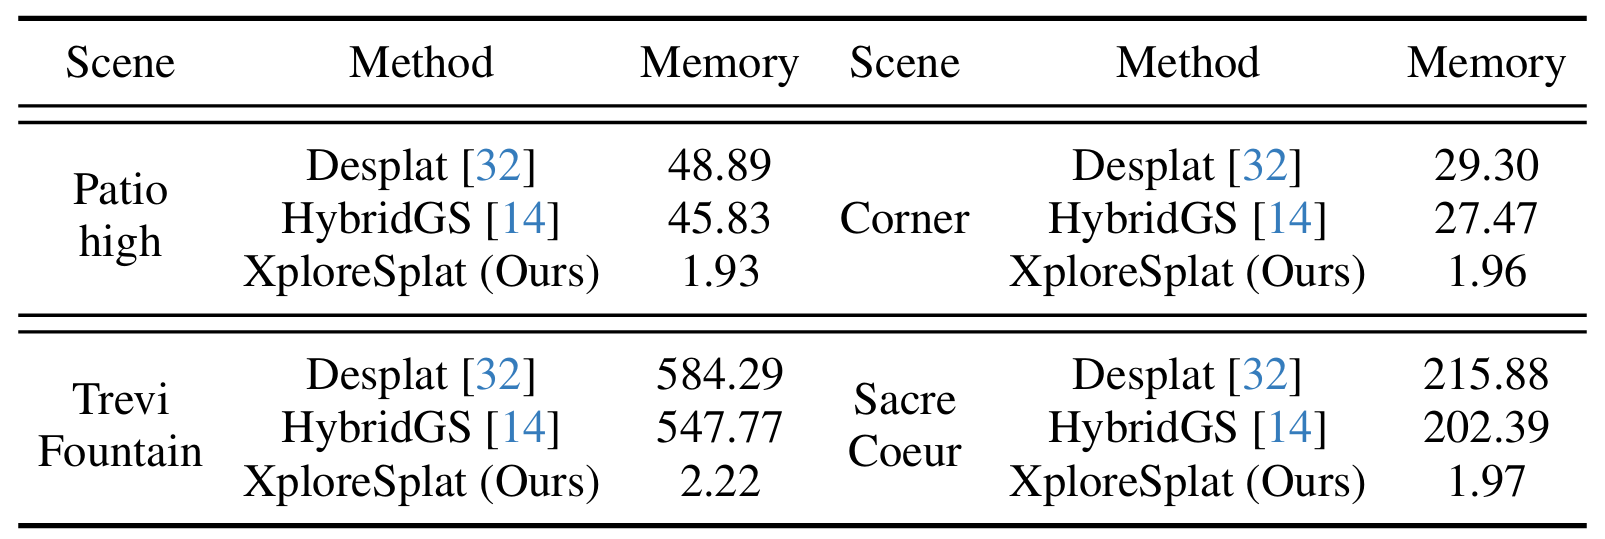 Scene Method Memory Scene Method Memory
Patio high Desplat [32] 48.89 Corner Desplat [32] 29.30
HybridGS [14] 45.83 HybridGS [14] 27.47
XploreSplat (Ours) 1.93 XploreSplat (Ours) 1.96
Trevi Fountain Desplat [32] 584.29 Sacre Coeur Desplat [32] 215.88
HybridGS [14] 547.77 HybridGS [14] 202.39
XploreSplat (Ours) 2.22 XploreSplat (Ours) 1.97